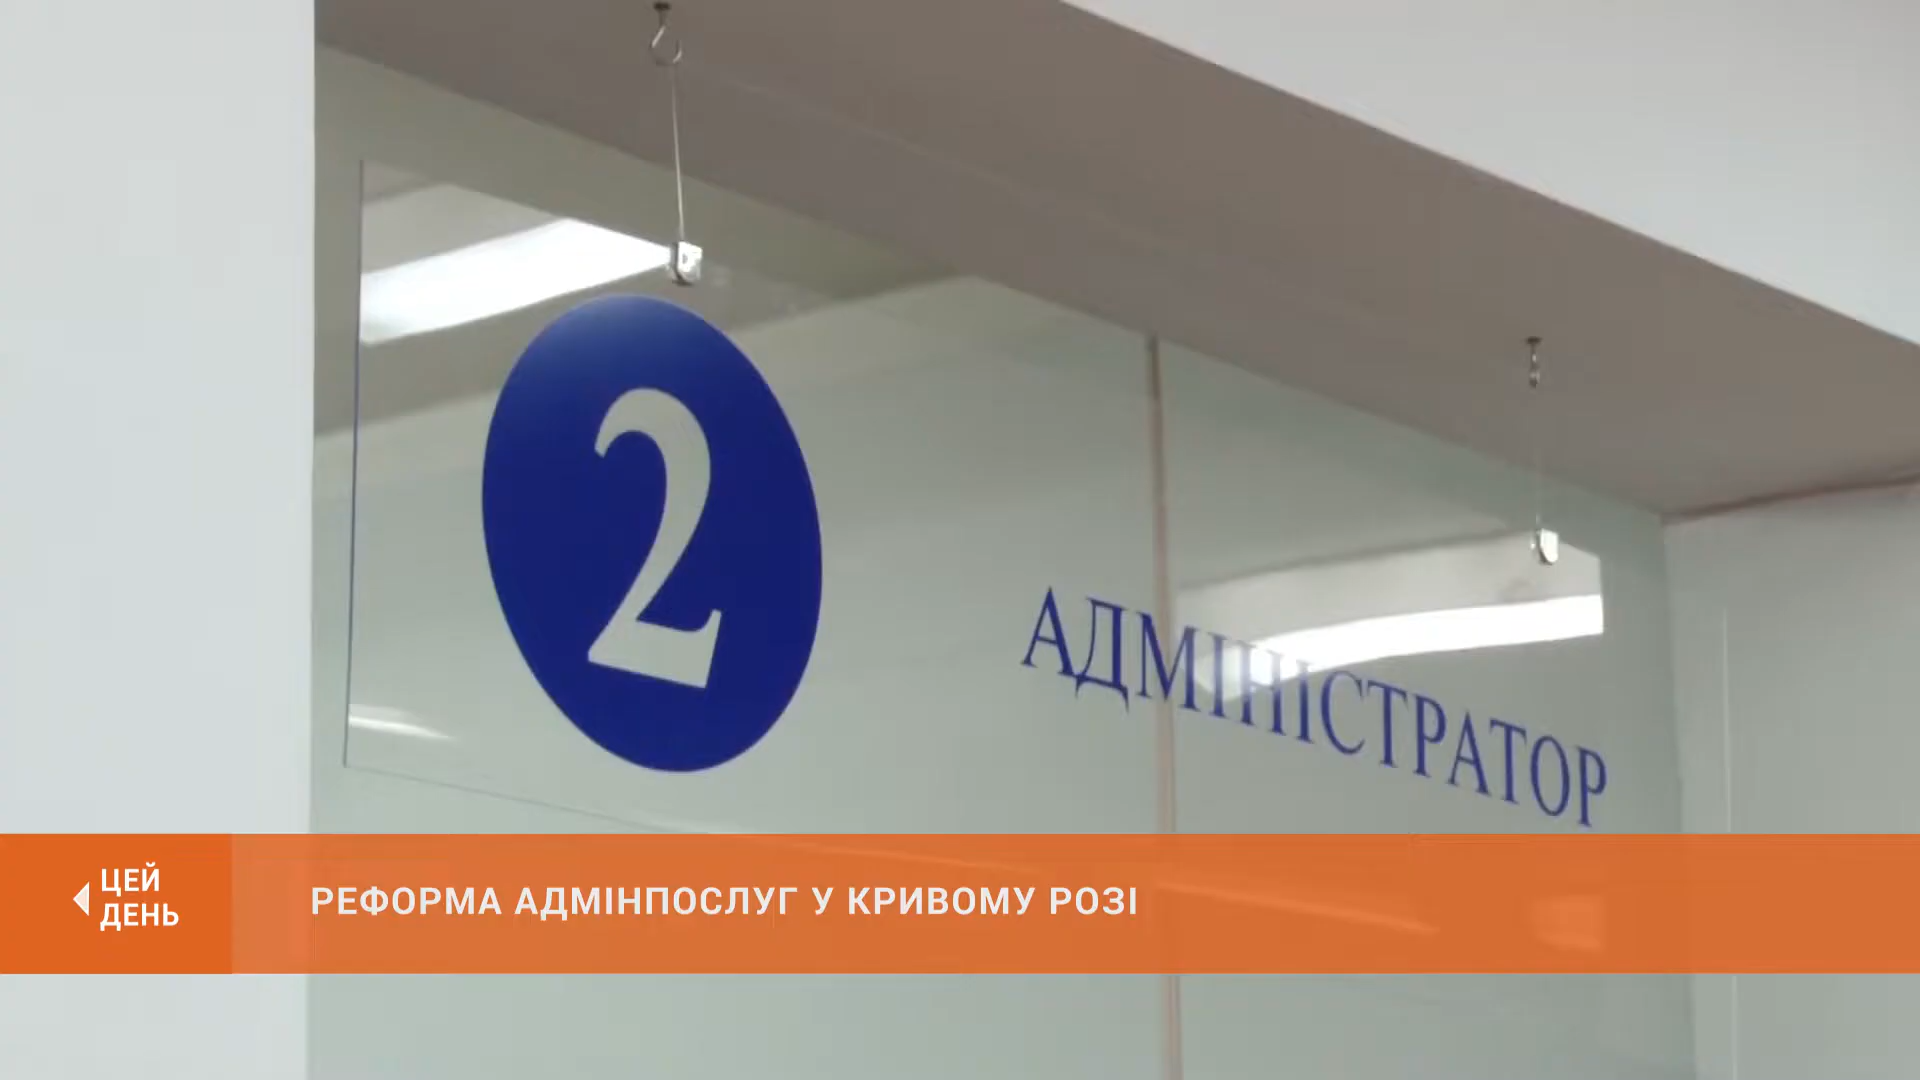 2
АДМІНІСТРАТОР
ЦЕЙ
ДЕНЬ
РЕФОРМА АДМІНПОСЛУГ У КРИВОМУ РОЗІ